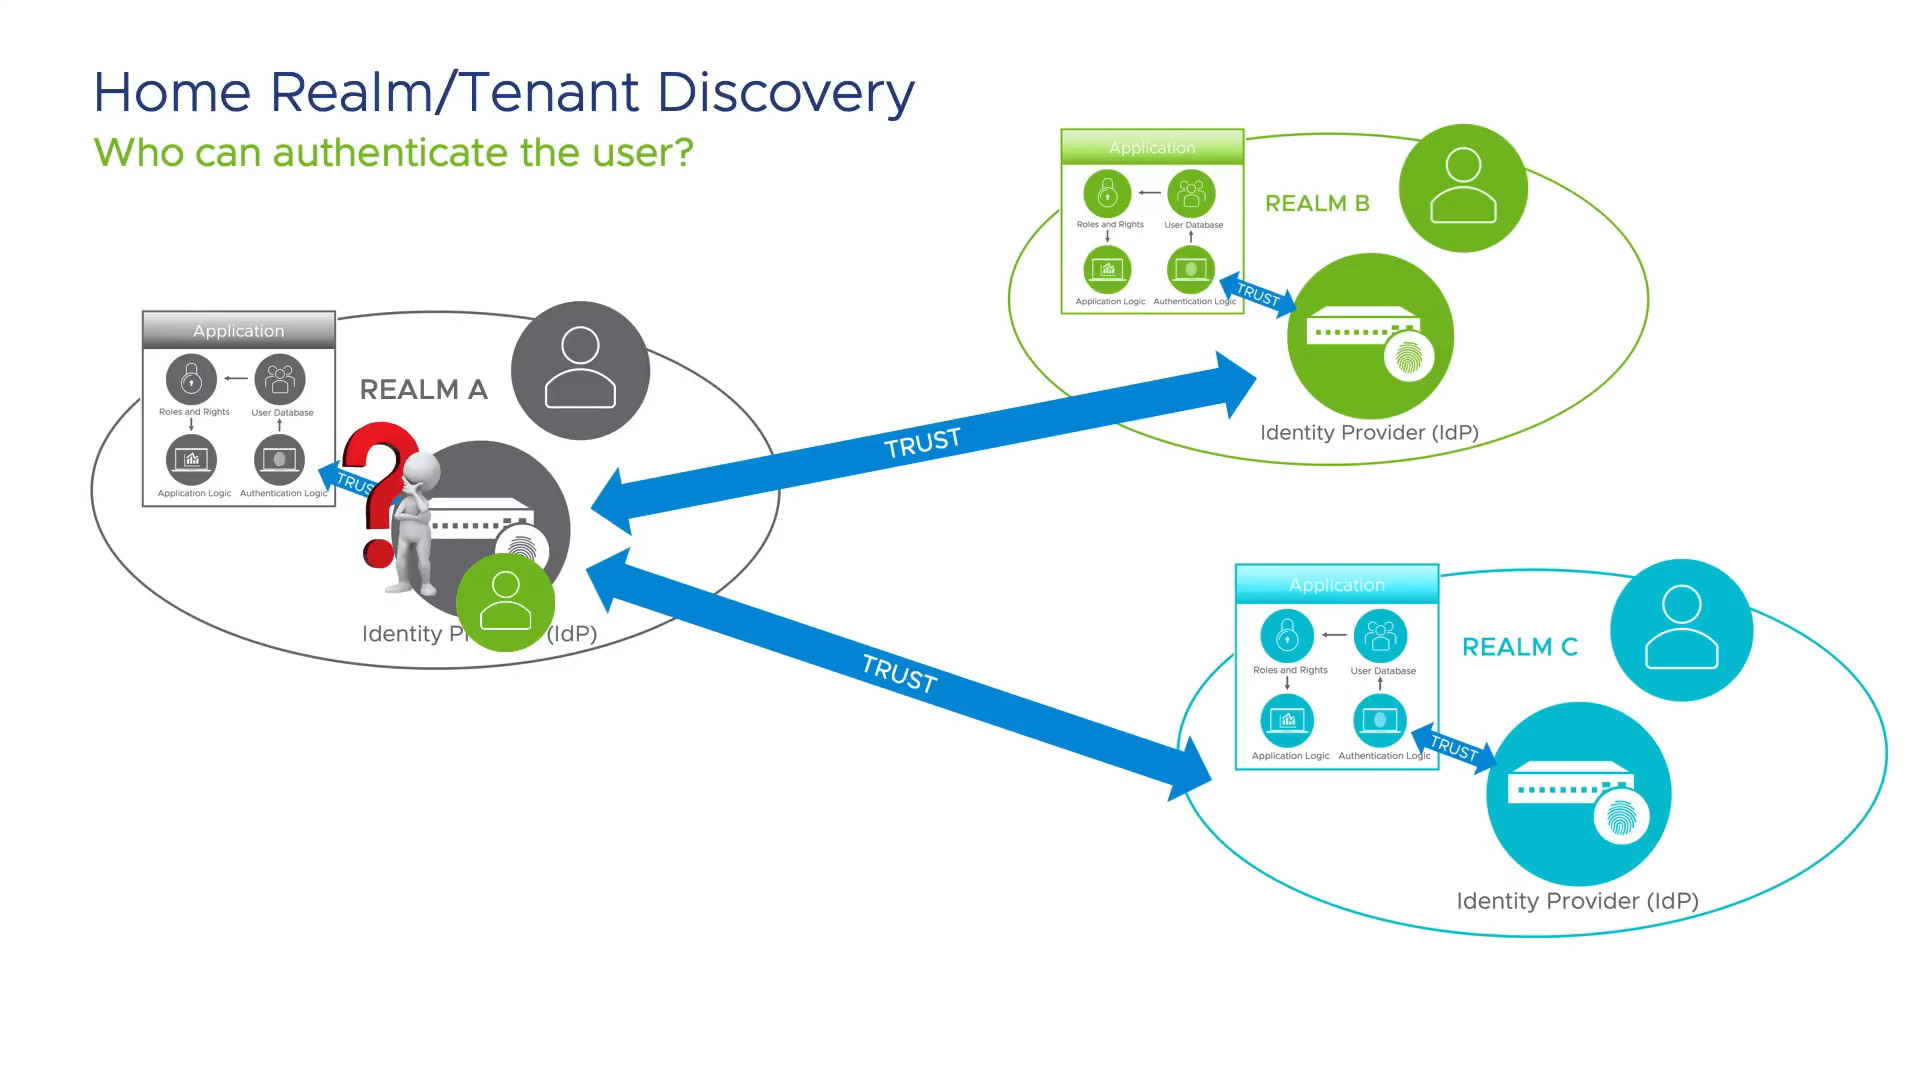 Home Realm/Tenant Discovery
Who can authenticate the user?
Application
REALM A
Roles and Rights
User Database
Application Logic
Authentication Logic
TRUS
Identity Pr
(IdP)
TRUST
TRUST
Application
REALM B
Roles and Rights
User Database
Application Logic
Authentication Logic
TRUST
Identity Provider (IdP)
Application
REALM C
Roles and Rights
User Database
Application Logic
Authentication Logic
TRUST
Identity Provider (IdP)